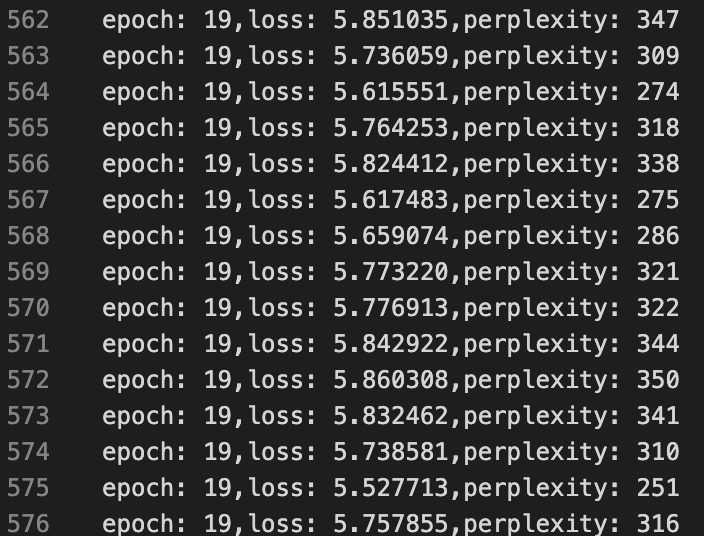 562 epoch: 19,loss: 5.851035,perplexity: 347
563 epoch: 19,loss: 5.736059,perplexity: 309
564 epoch: 19,loss: 5.615551,perplexity: 274
565 epoch: 19,loss: 5.764253,perplexity: 318
566 epoch: 19,loss: 5.824412,perplexity: 338
567 epoch: 19,loss: 5.617483,perplexity: 275
568 epoch: 19,loss: 5.659074,perplexity: 286
569 epoch: 19,loss: 5.773220,perplexity: 321
570 epoch: 19,loss: 5.776913,perplexity: 322
571 epoch: 19,loss: 5.842922,perplexity: 344
572 epoch: 19,loss: 5.860308,perplexity: 350
573 epoch: 19,loss: 5.832462,perplexity: 341
574 epoch: 19,loss: 5.738581,perplexity: 310
575 epoch: 19,loss: 5.527713,perplexity: 251
576 epoch: 19,loss: 5.757855,perplexity: 316